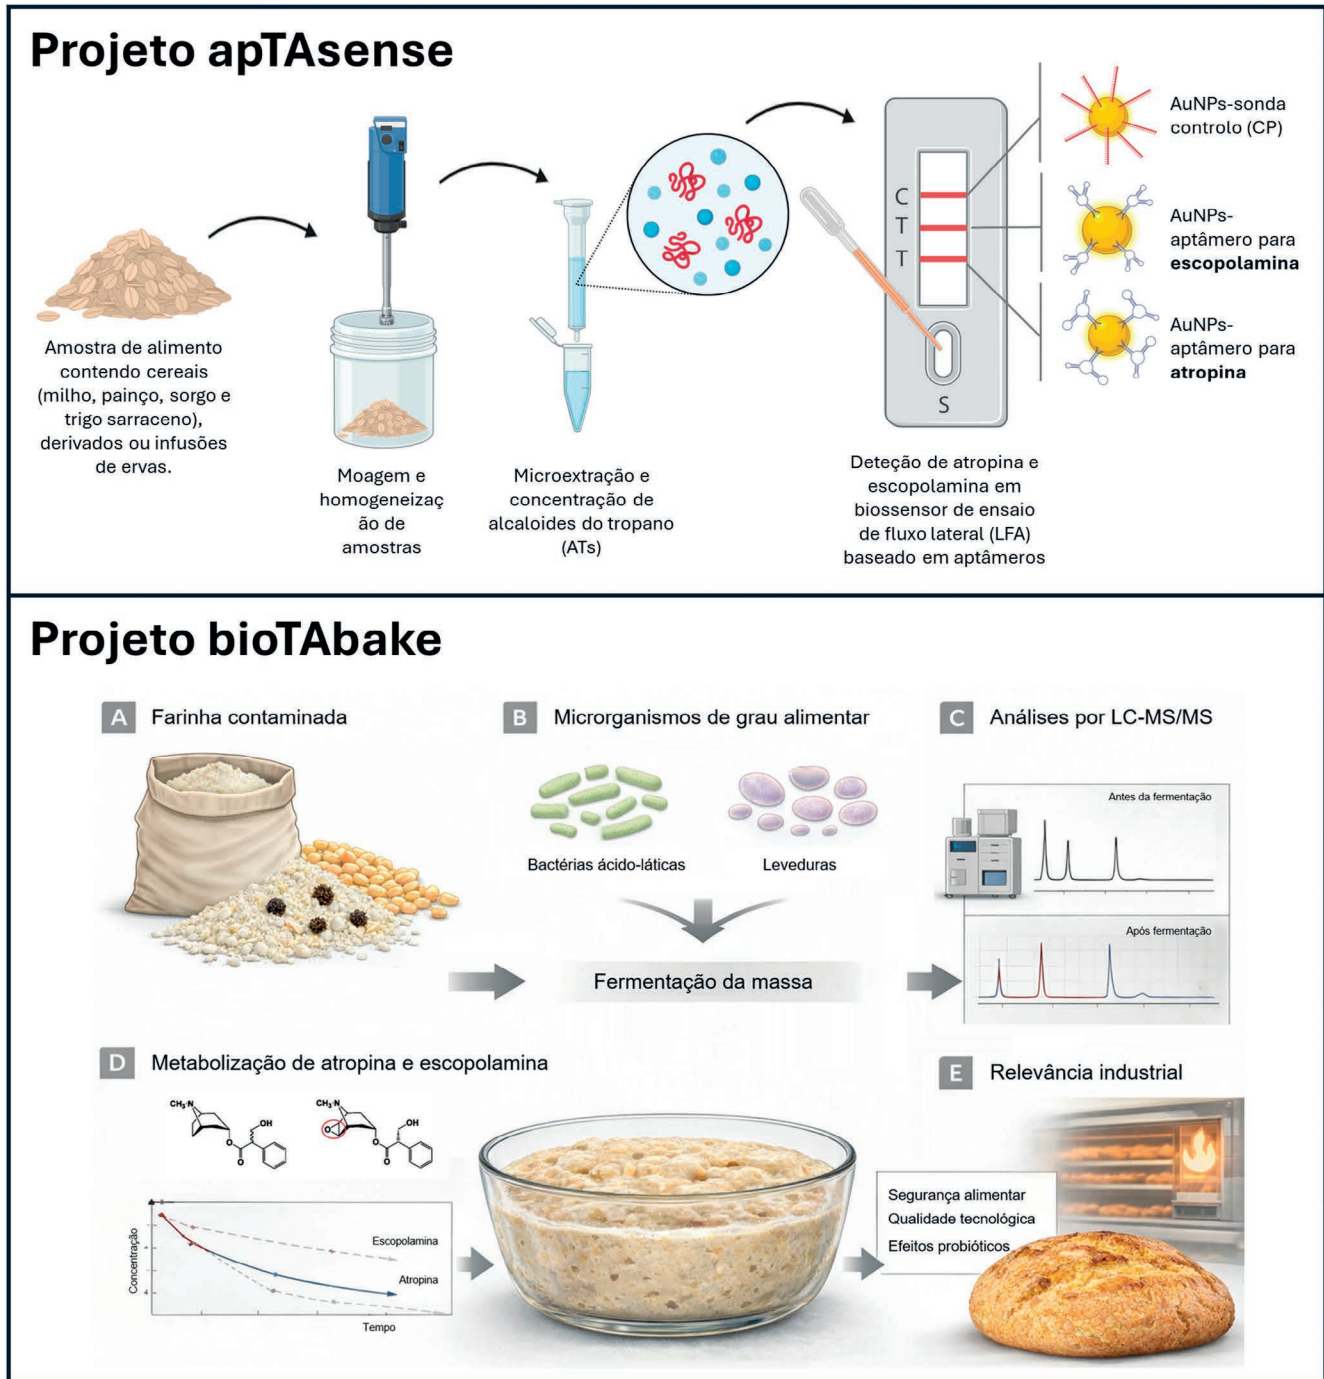 Projeto apTAsense
Amostra de alimento
contendo cereais
(milho, painço, sorgo e
trigo sarraceno),
derivados ou infusões
de ervas.
Moagem e
homogeneizaç
ão de
amostras
Microextração e
concentração de
alcaloides do tropano
(ATs)
C
T
T
S
Deteção de atropina e
escopolamina em
biossensor de ensaio
de fluxo lateral (LFA)
baseado em aptâmeros
AuNPs-sonda
controlo (CP)
AuNPs-
aptâmero para
escopolamina
AuNPs-
aptâmero para
atropina
Projeto bioTAbake
A Farinha contaminada
B Microrganismos de grau alimentar
Bactérias ácido-láticas
Leveduras
Fermentação da massa
C Análises por LC-MS/MS
Antes da fermentação
Após fermentação
D Metabolização de atropina e escopolamina
CH₃·N
OH
O
O
CH₃·N
O
OH
O
O
Concentração
4
Escopolamina
Atropina
Tempo
E Relevância industrial
Segurança alimentar
Qualidade tecnológica
Efeitos probióticos